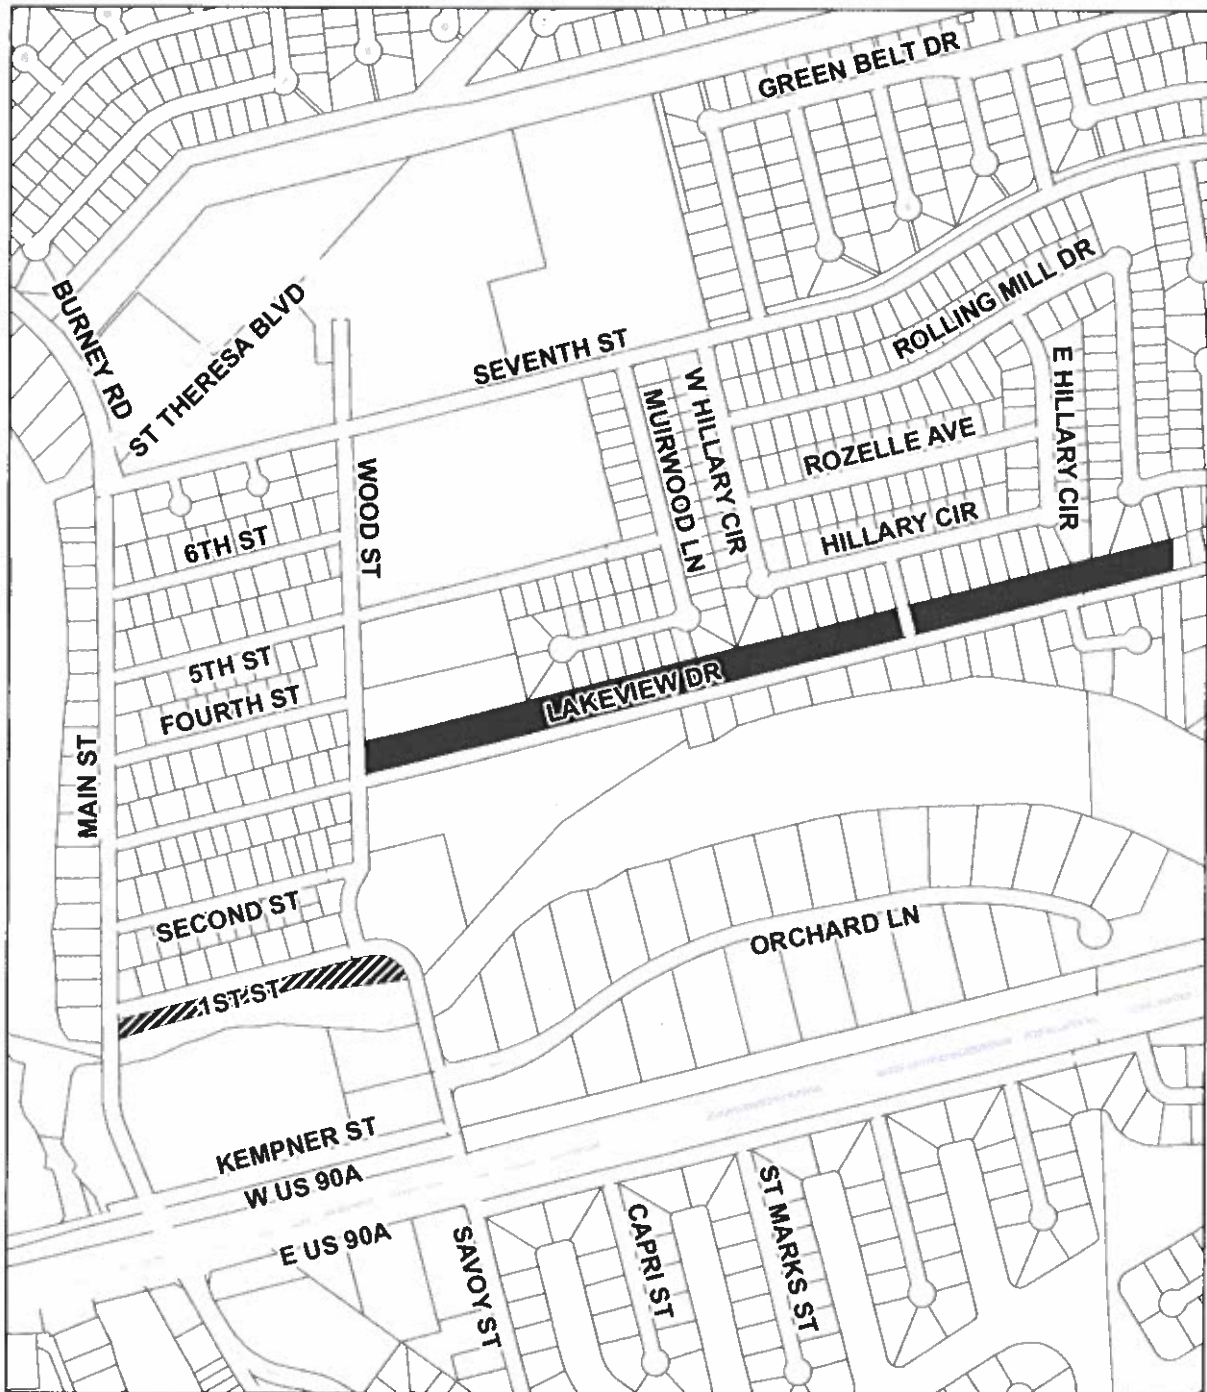 GREEN BELT DR
BURNEY RD
ST THERESA BLVD
SEVENTH ST
ROLLING MILL DR
W HILLARY CIR
E HILLARY CIR
MUIRWOOD LN
ROZELLE AVE
WOOD ST
HILLARY CIR
6TH ST
5TH ST
FOURTH ST
LAKEVIEW DR
MAIN ST
SECOND ST
ORCHARD LN
1ST ST
KEMPNER ST
W US 90A
E US 90A
SAVOY ST
CAPRI ST
ST MARKS ST